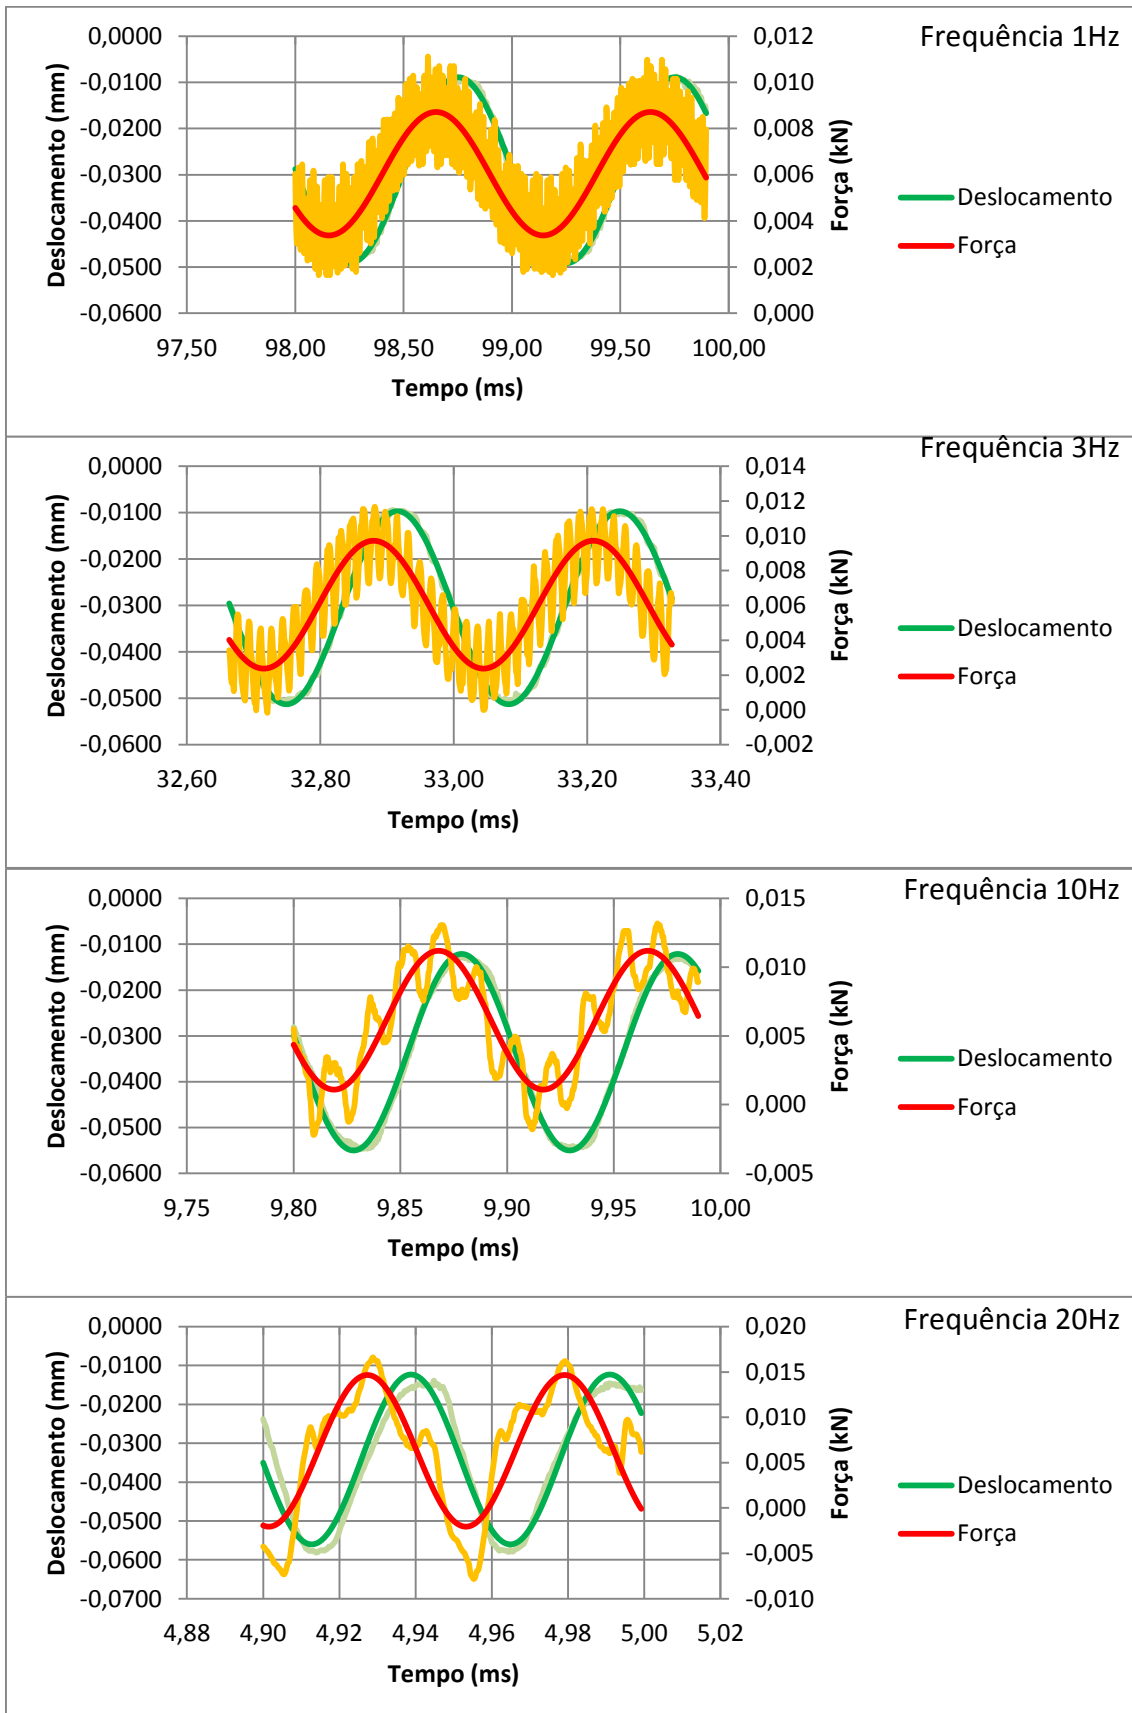 Frequência 1Hz
0,0000
-0,0100
-0,0200
-0,0300
-0,0400
-0,0500
-0,0600
Deslocamento (mm)
0,012
0,010
0,008
0,006
0,004
0,002
0,000
Força (kN)
97,50 98,00 98,50 99,00 99,50 100,00
Tempo (ms)
Deslocamento
Força
Frequência 3Hz
0,0000
-0,0100
-0,0200
-0,0300
-0,0400
-0,0500
-0,0600
Deslocamento (mm)
0,014
0,012
0,010
0,008
0,006
0,004
0,002
0,000
-0,002
Força (kN)
32,60 32,80 33,00 33,20 33,40
Tempo (ms)
Deslocamento
Força
Frequência 10Hz
0,0000
-0,0100
-0,0200
-0,0300
-0,0400
-0,0500
-0,0600
Deslocamento (mm)
0,015
0,010
0,005
0,000
-0,005
Força (kN)
9,75 9,80 9,85 9,90 9,95 10,00
Tempo (ms)
Deslocamento
Força
Frequência 20Hz
0,0000
-0,0100
-0,0200
-0,0300
-0,0400
-0,0500
-0,0600
-0,0700
Deslocamento (mm)
0,020
0,015
0,010
0,005
0,000
-0,005
-0,010
Força (kN)
4,88 4,90 4,92 4,94 4,96 4,98 5,00 5,02
Tempo (ms)
Deslocamento
Força